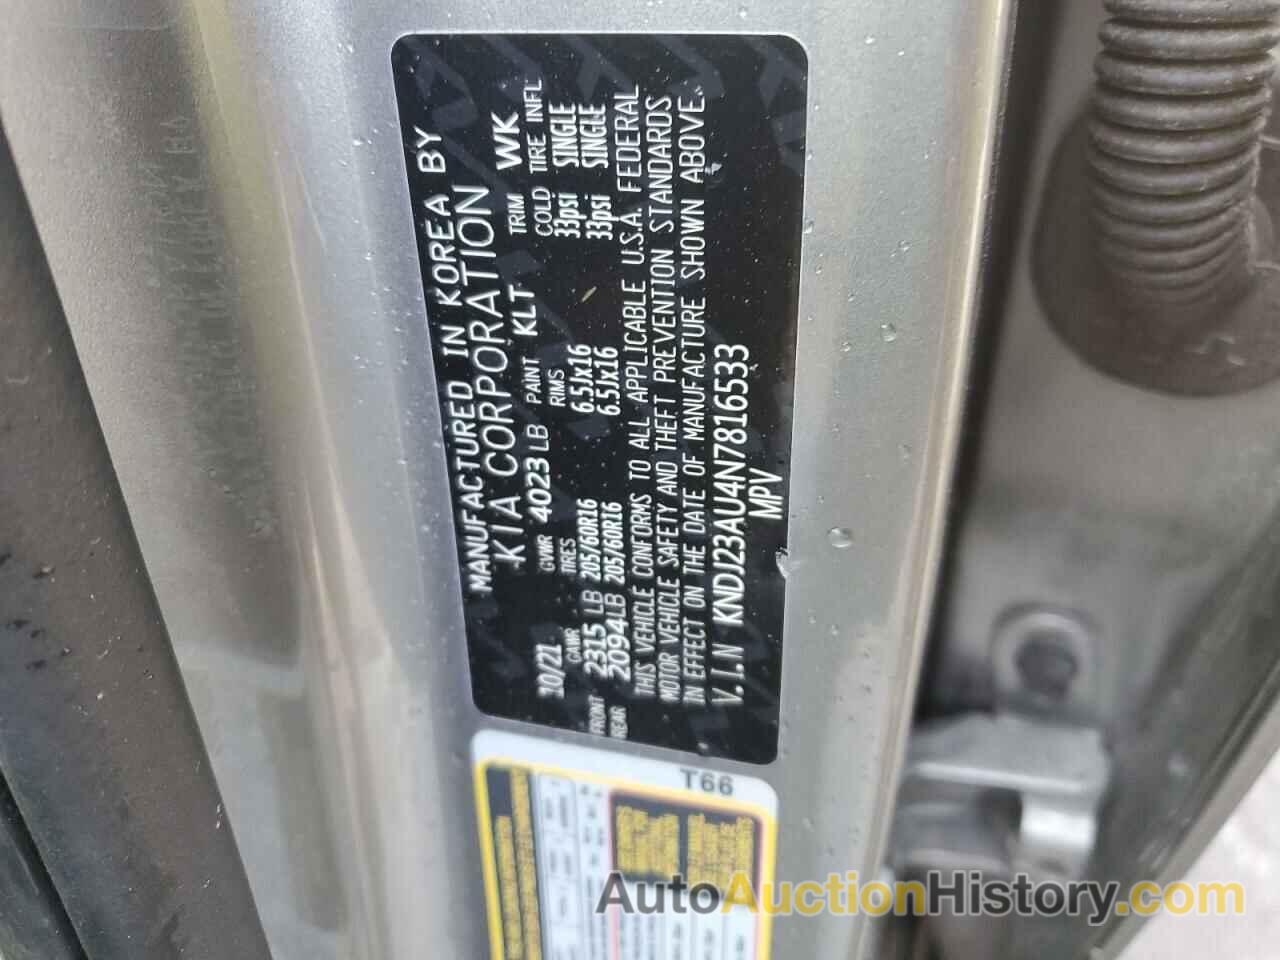 MANUFACTURED IN KOREA BY
KIA CORPORATION
10/21 GVWR 4023 LB PAINT KLT TRIM WK
GAWR TIRES RIMS COLD TIRE INFL
FRONT 2315 LB 205/60R16 6.5Jx16 33psi SINGLE
REAR 2094 LB 205/60R16 6.5Jx16 33psi SINGLE
THIS VEHICLE CONFORMS TO ALL APPLICABLE U.S.A. FEDERAL
MOTOR VEHICLE SAFETY AND THEFT PREVENTION STANDARDS
IN EFFECT ON THE DATE OF MANUFACTURE SHOWN ABOVE.
V.I.N KNDJ23AU4N7816533
MPV
T66
AutoAuctionHistory.com